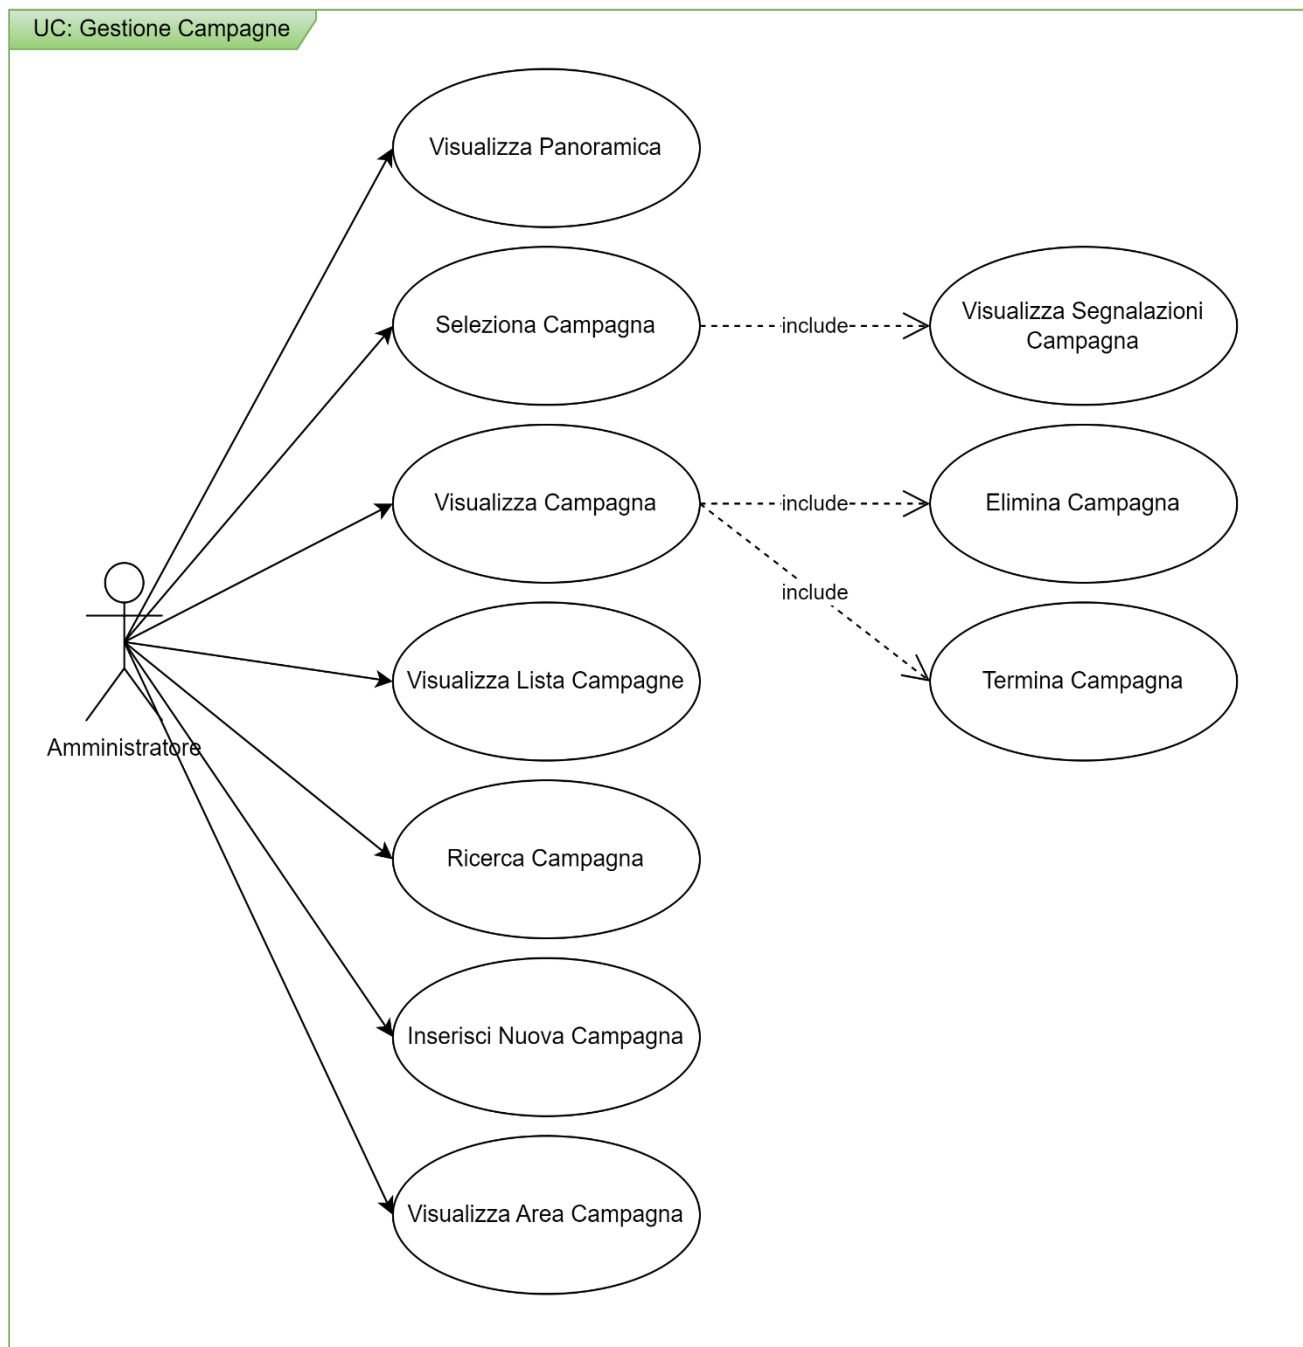 UC: Gestione Campagne
Visualizza Panoramica
Seleziona Campagna
include
Visualizza Segnalazioni
Campagna
Visualizza Campagna
include
Elimina Campagna
include
Visualizza Lista Campagne
Termina Campagna
Amministratore
Ricerca Campagna
Inserisci Nuova Campagna
Visualizza Area Campagna